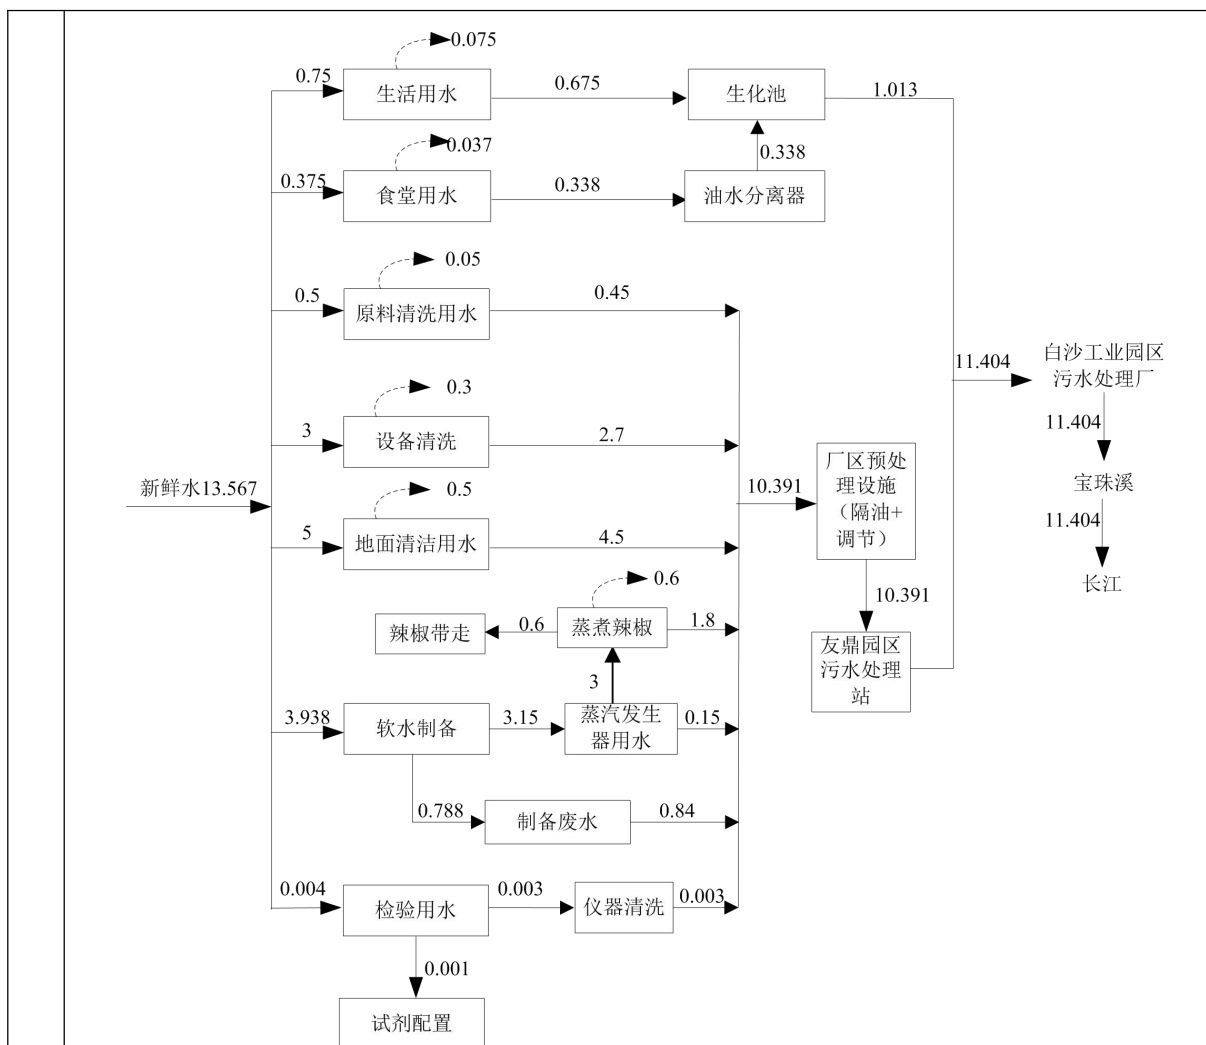 0.075
0.75
生活用水
0.675
生化池
1.013
0.037
0.338
0.375
食堂用水
0.338
油水分离器
0.05
0.5
原料清洗用水
0.45
白沙工业园区
污水处理厂
11.404
0.3
3
设备清洗
2.7
11.404
厂区预处
理设施
（隔油+
调节）
新鲜水13.567
0.5
10.391
宝珠溪
5
地面清洁用水
4.5
11.404
长江
0.6
10.391
辣椒带走
0.6
蒸煮辣椒
1.8
友鼎园区
污水处理
站
3
3.938
软水制备
3.15
蒸汽发生
器用水
0.15
0.788
制备废水
0.84
0.004
检验用水
0.003
仪器清洗
0.003
0.001
试剂配置